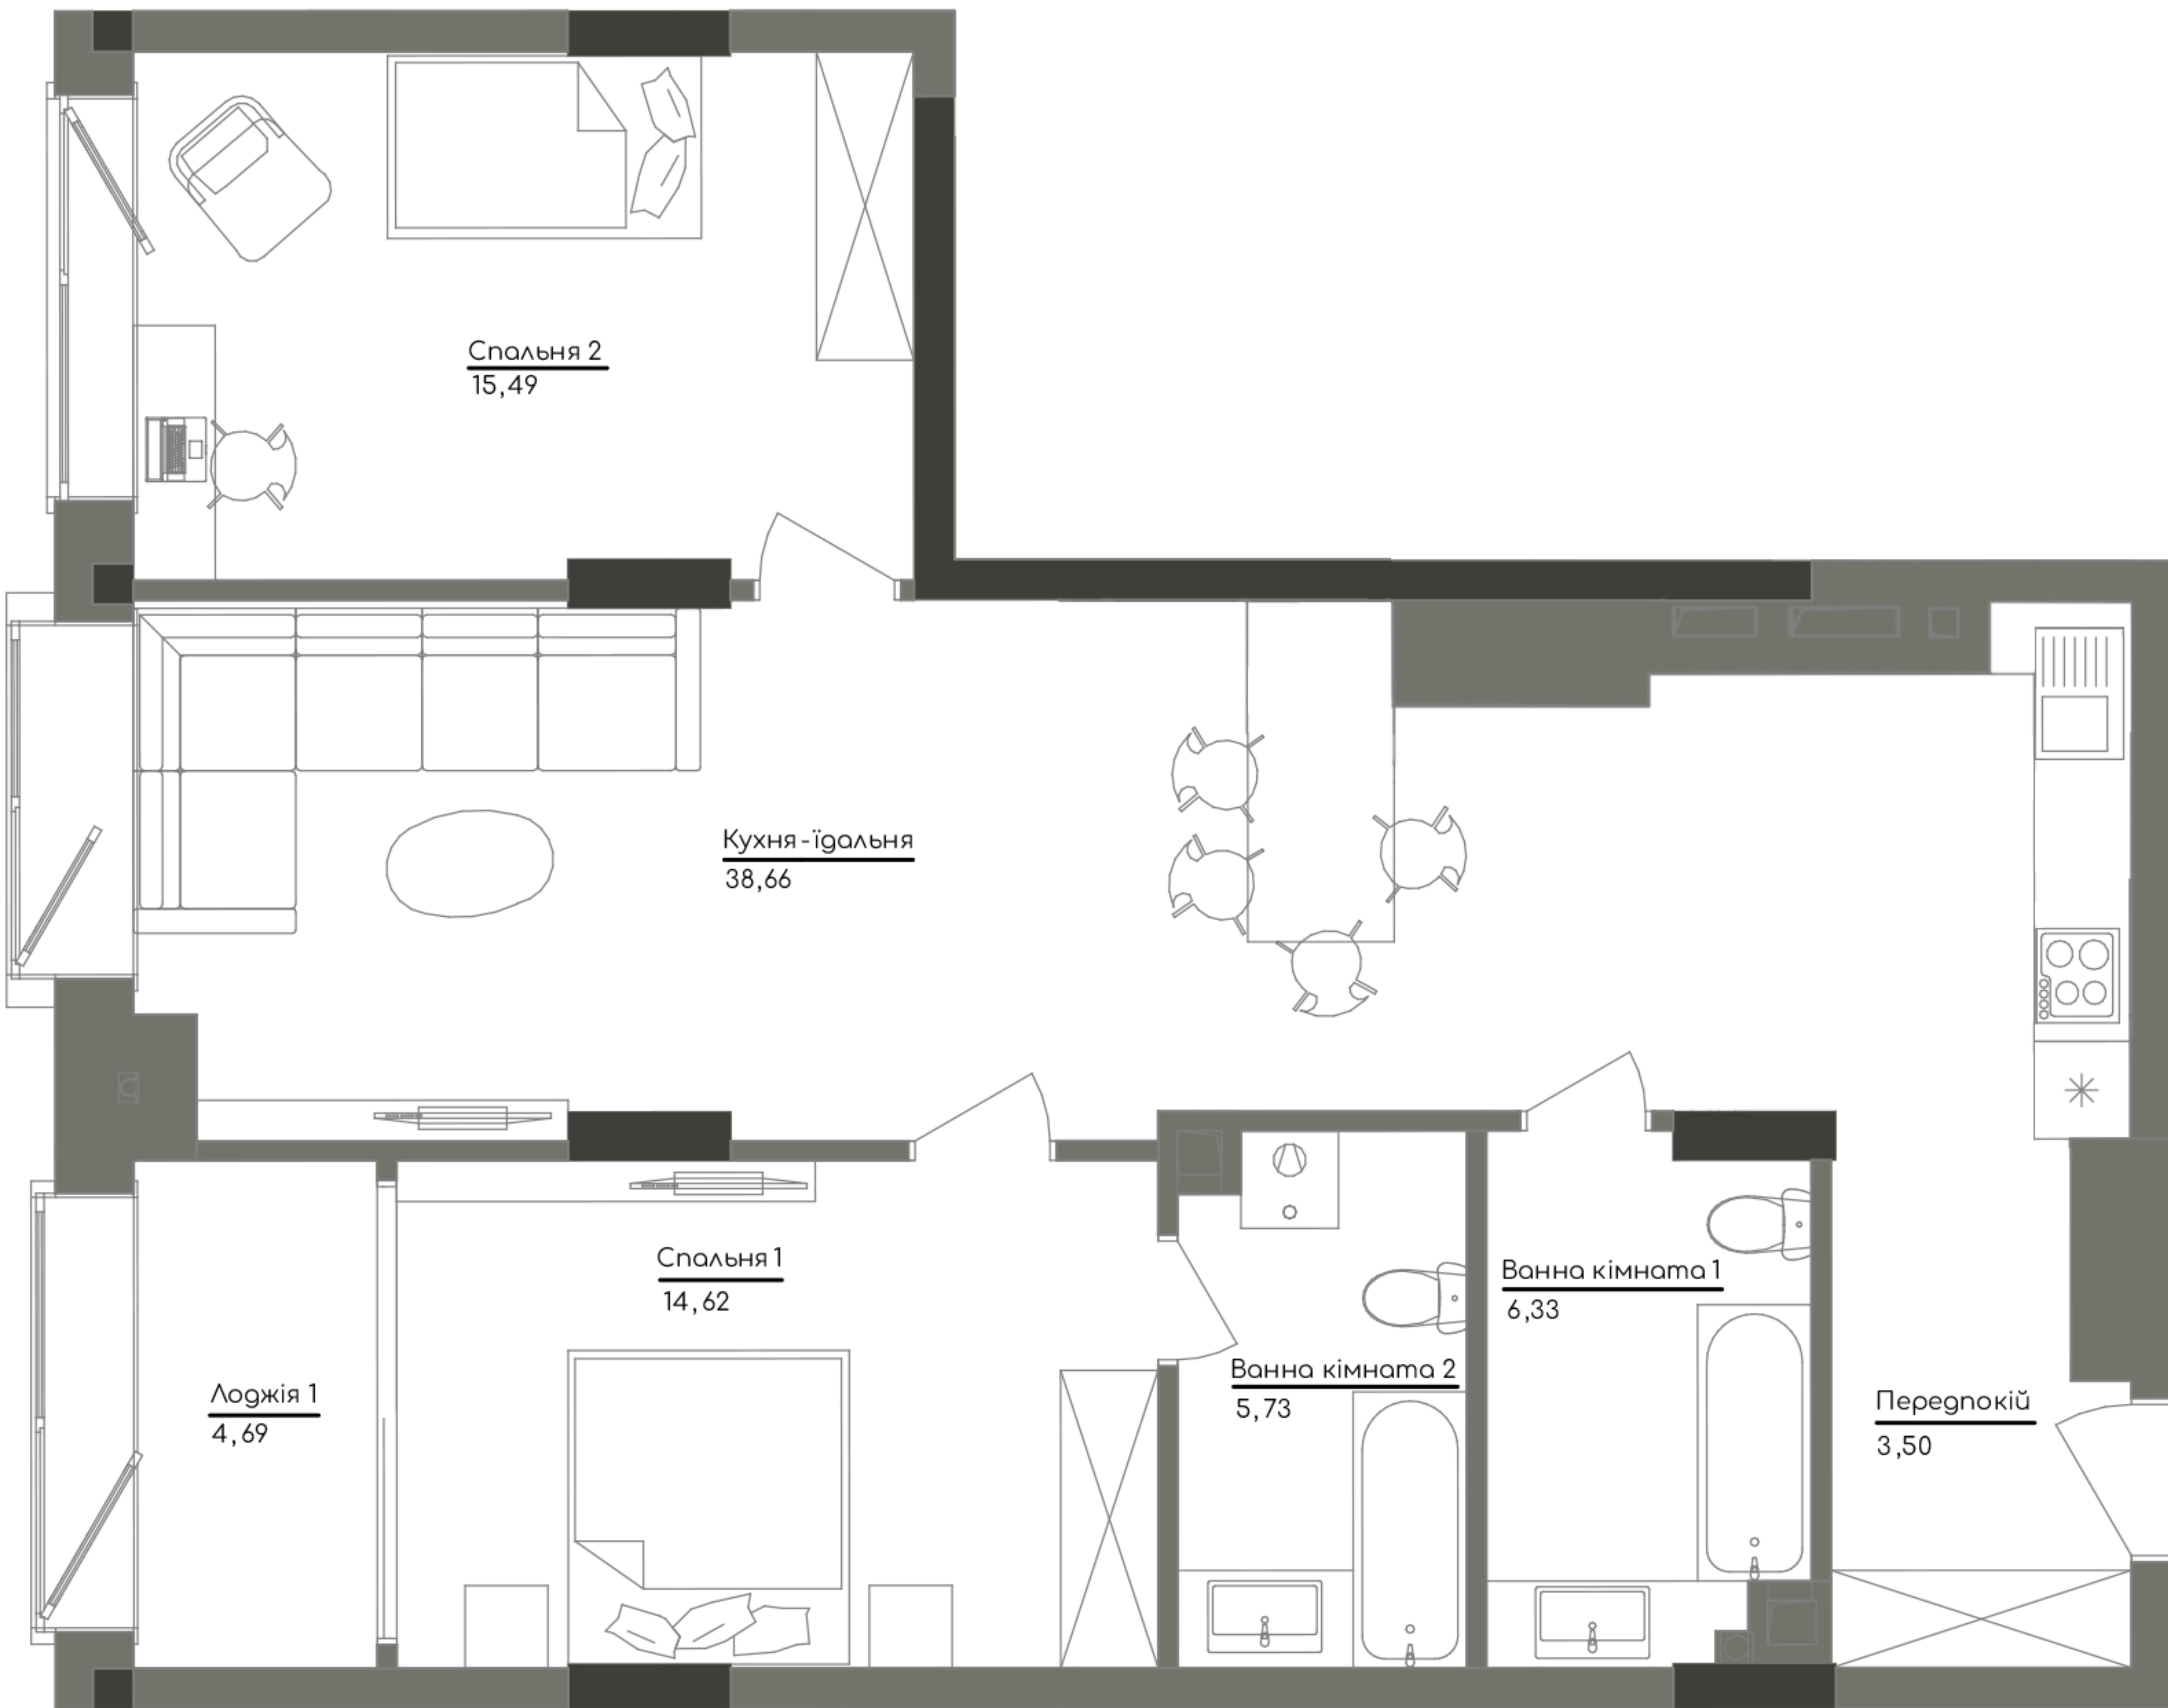 Спальня 2
15,49
Кухня-їдальня
38,66
Спальня 1
14,62
Ванна кімната 1
6,33
Ванна кімната 2
5,73
Лоджія 1
4,69
Передпокій
3,50